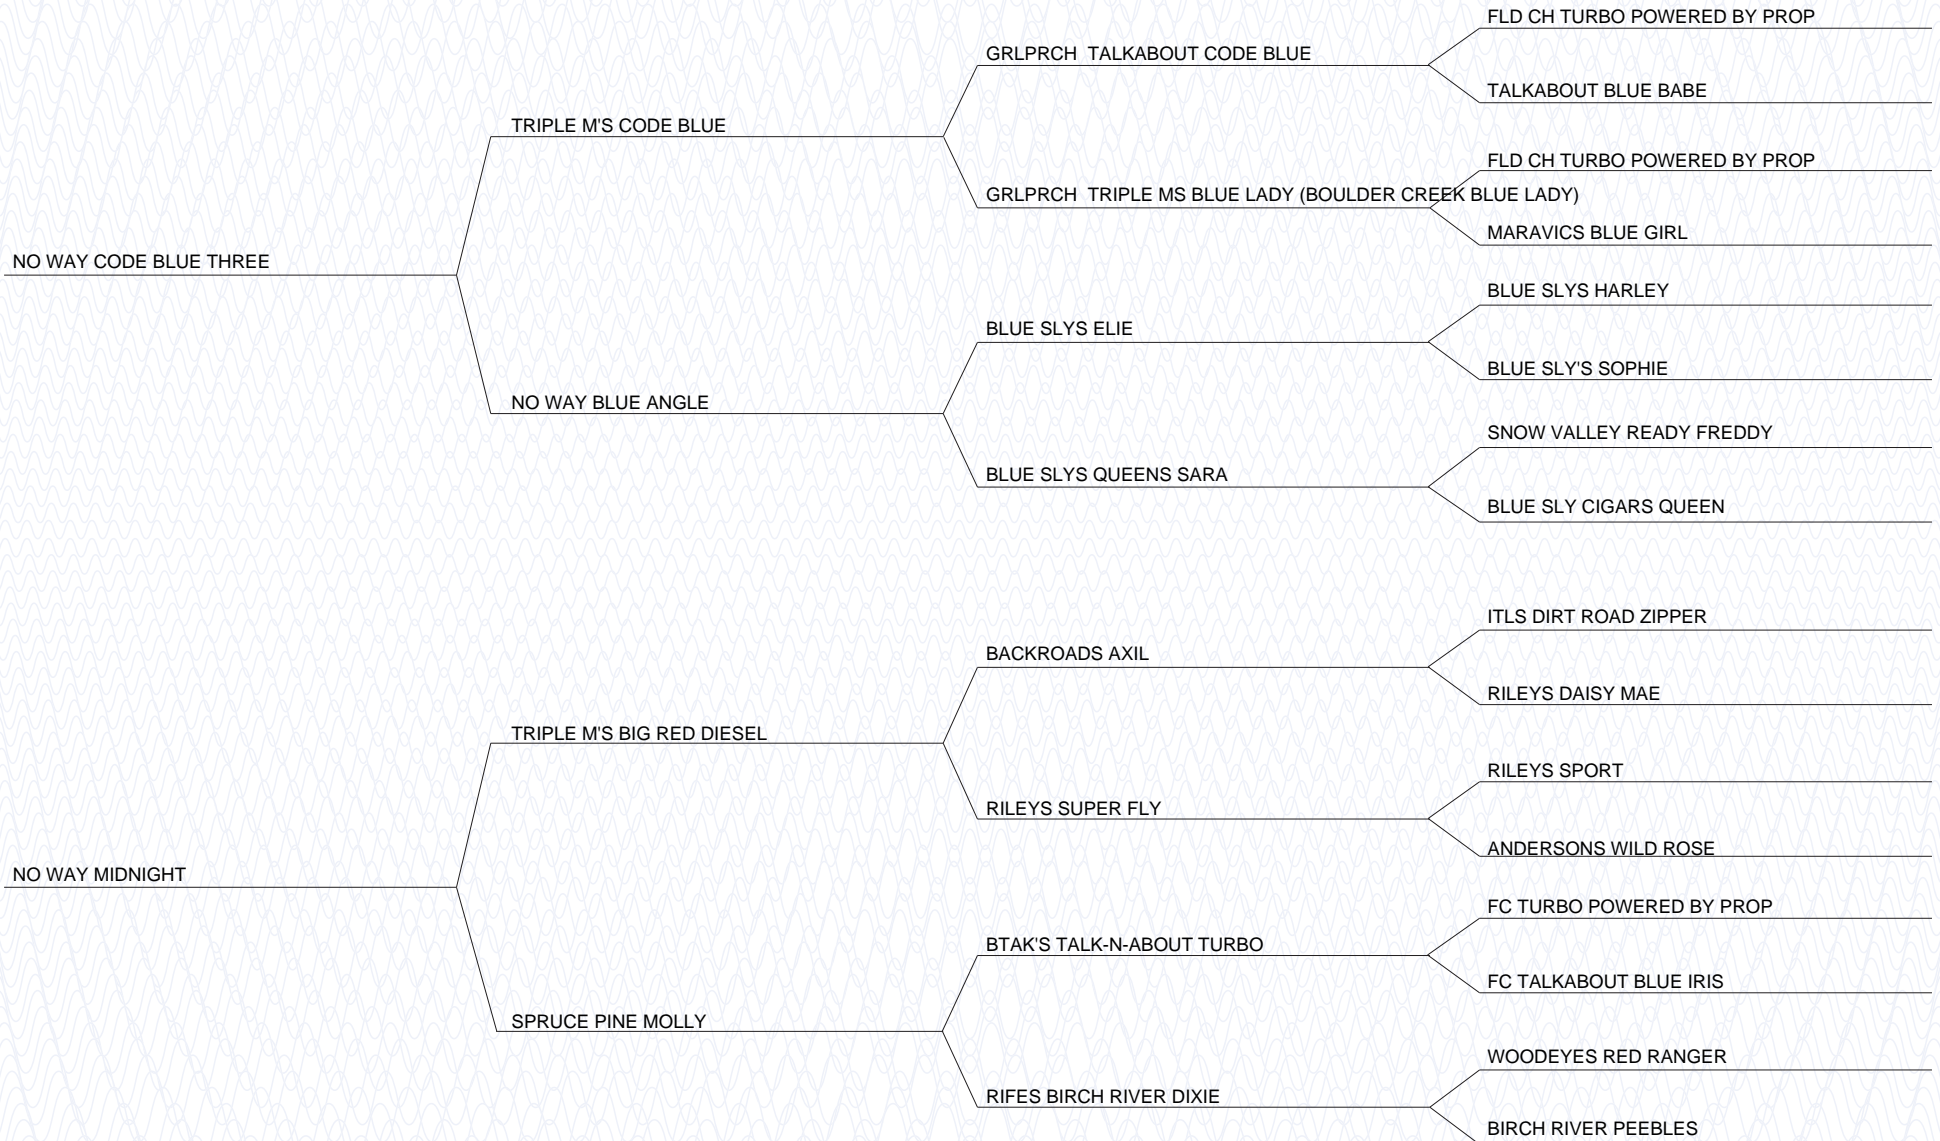 FLD CH TURBO POWERED BY PROP
GRLPRCH  TALKABOUT CODE BLUE
TALKABOUT BLUE BABE
TRIPLE M'S CODE BLUE
FLD CH TURBO POWERED BY PROP
GRLPRCH  TRIPLE MS BLUE LADY (BOULDER CREEK BLUE LADY)
MARAVICS BLUE GIRL
NO WAY CODE BLUE THREE
BLUE SLYS HARLEY
BLUE SLYS ELIE
BLUE SLY'S SOPHIE
NO WAY BLUE ANGLE
SNOW VALLEY READY FREDDY
BLUE SLYS QUEENS SARA
BLUE SLY CIGARS QUEEN
ITLS DIRT ROAD ZIPPER
BACKROADS AXIL
RILEYS DAISY MAE
TRIPLE M'S BIG RED DIESEL
RILEYS SPORT
RILEYS SUPER FLY
ANDERSONS WILD ROSE
NO WAY MIDNIGHT
FC TURBO POWERED BY PROP
BTAK'S TALK-N-ABOUT TURBO
FC TALKABOUT BLUE IRIS
SPRUCE PINE MOLLY
WOODEYES RED RANGER
RIFES BIRCH RIVER DIXIE
BIRCH RIVER PEEBLES